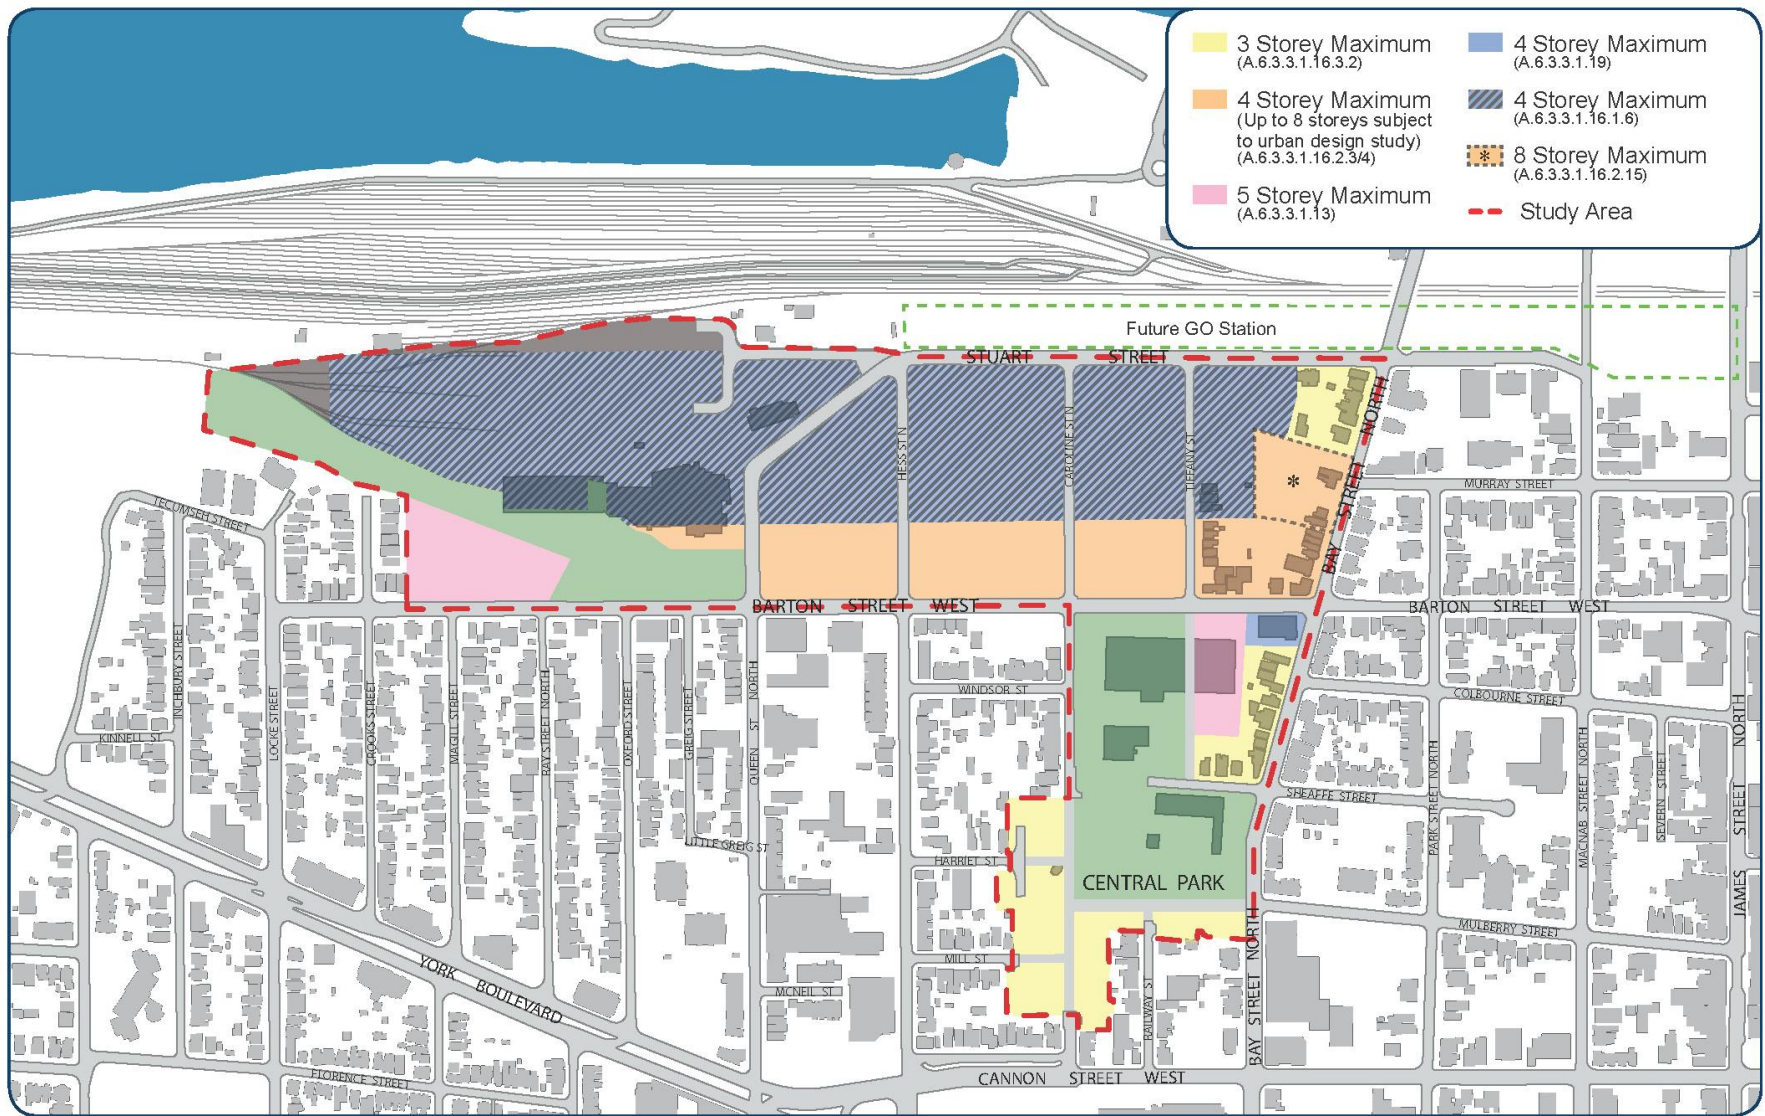 3 Storey Maximum
(A.6.3.3.1.16.3.2)
4 Storey Maximum
(Up to 8 storeys subject
to urban design study)
(A.6.3.3.1.16.2.3/4)
5 Storey Maximum
(A.6.3.3.1.13)
4 Storey Maximum
(A.6.3.3.1.19)
4 Storey Maximum
(A.6.3.3.1.16.1.6)
* 8 Storey Maximum
(A.6.3.3.1.16.2.15)
Study Area
Future GO Station
STUART STREET
BAY STREET NORTH
HESS ST N
CAROLINE ST N
TIFFANY ST
*
MURRAY STREET
TECUMSEH STREET
BARTON STREET WEST
BARTON STREET WEST
INCHBURY STREET
LOCKE STREET
CROOKS STREET
MAGILL STREET
RAY STREET NORTH
OXFORD STREET
GREIG STREET
QUEEN ST NORTH
WINDSOR ST
COLBOURNE STREET
KINNELL ST
SHEAFFE STREET
PARK STREET NORTH
MACNAB STREET NORTH
SEVERN STREET
JAMES STREET NORTH
LITTLE GREIG ST
HARRIET ST
CENTRAL PARK
MULBERRY STREET
MILL ST
YORK BOULEVARD
MCNEIL ST
RAILWAY ST
BAY STREET NORTH
FLORENCE STREET
CANNON STREET WEST